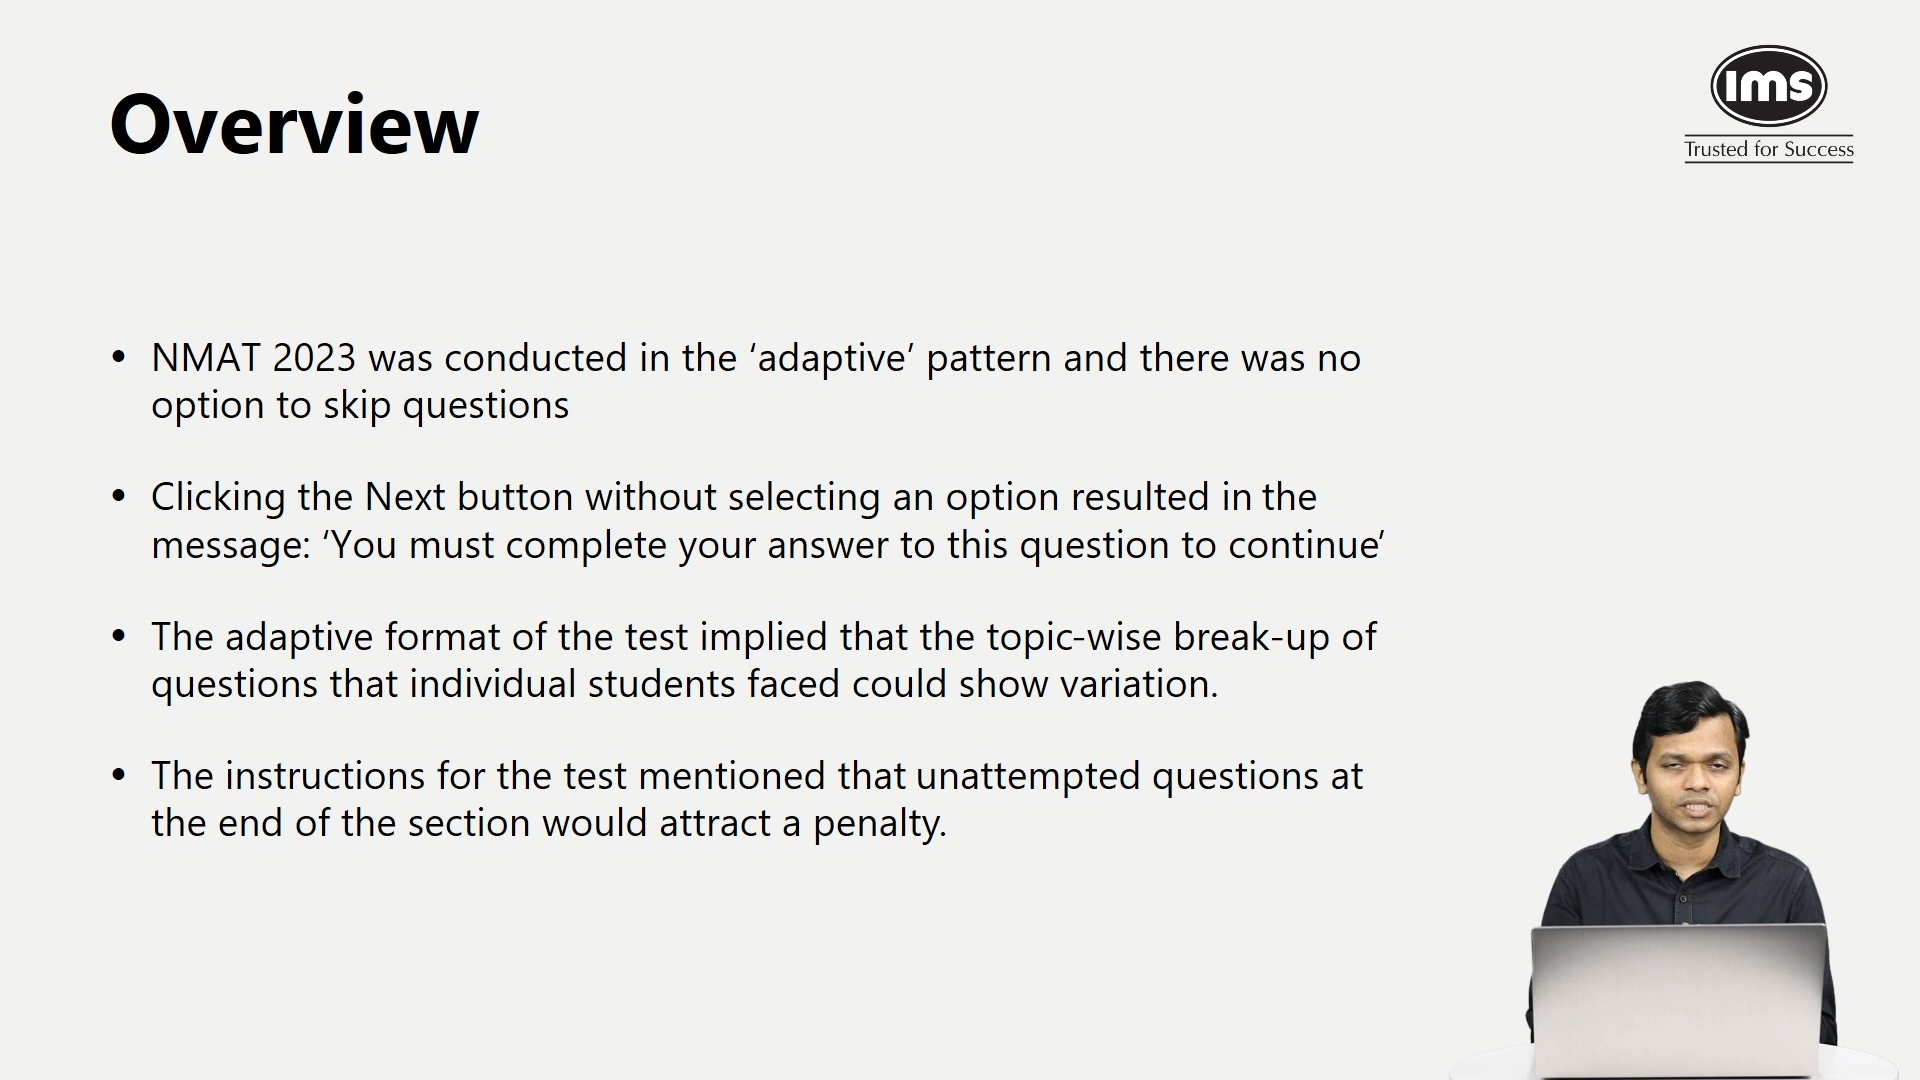 Overview
ıms
Trusted for Success
• NMAT 2023 was conducted in the ‘adaptive’ pattern and there was no
option to skip questions
• Clicking the Next button without selecting an option resulted in the
message: ‘You must complete your answer to this question to continue’
• The adaptive format of the test implied that the topic-wise break-up of
questions that individual students faced could show variation.
• The instructions for the test mentioned that unattempted questions at
the end of the section would attract a penalty.